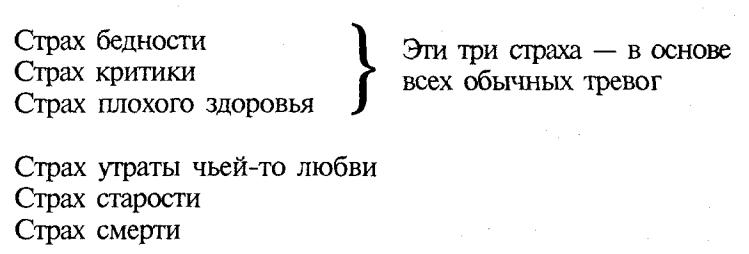 Страх бедности
Страх критики
Страх плохого здоровья
Эти три страха — в основе
всех обычных тревог
Страх утраты чьей-то любви
Страх старости
Страх смерти